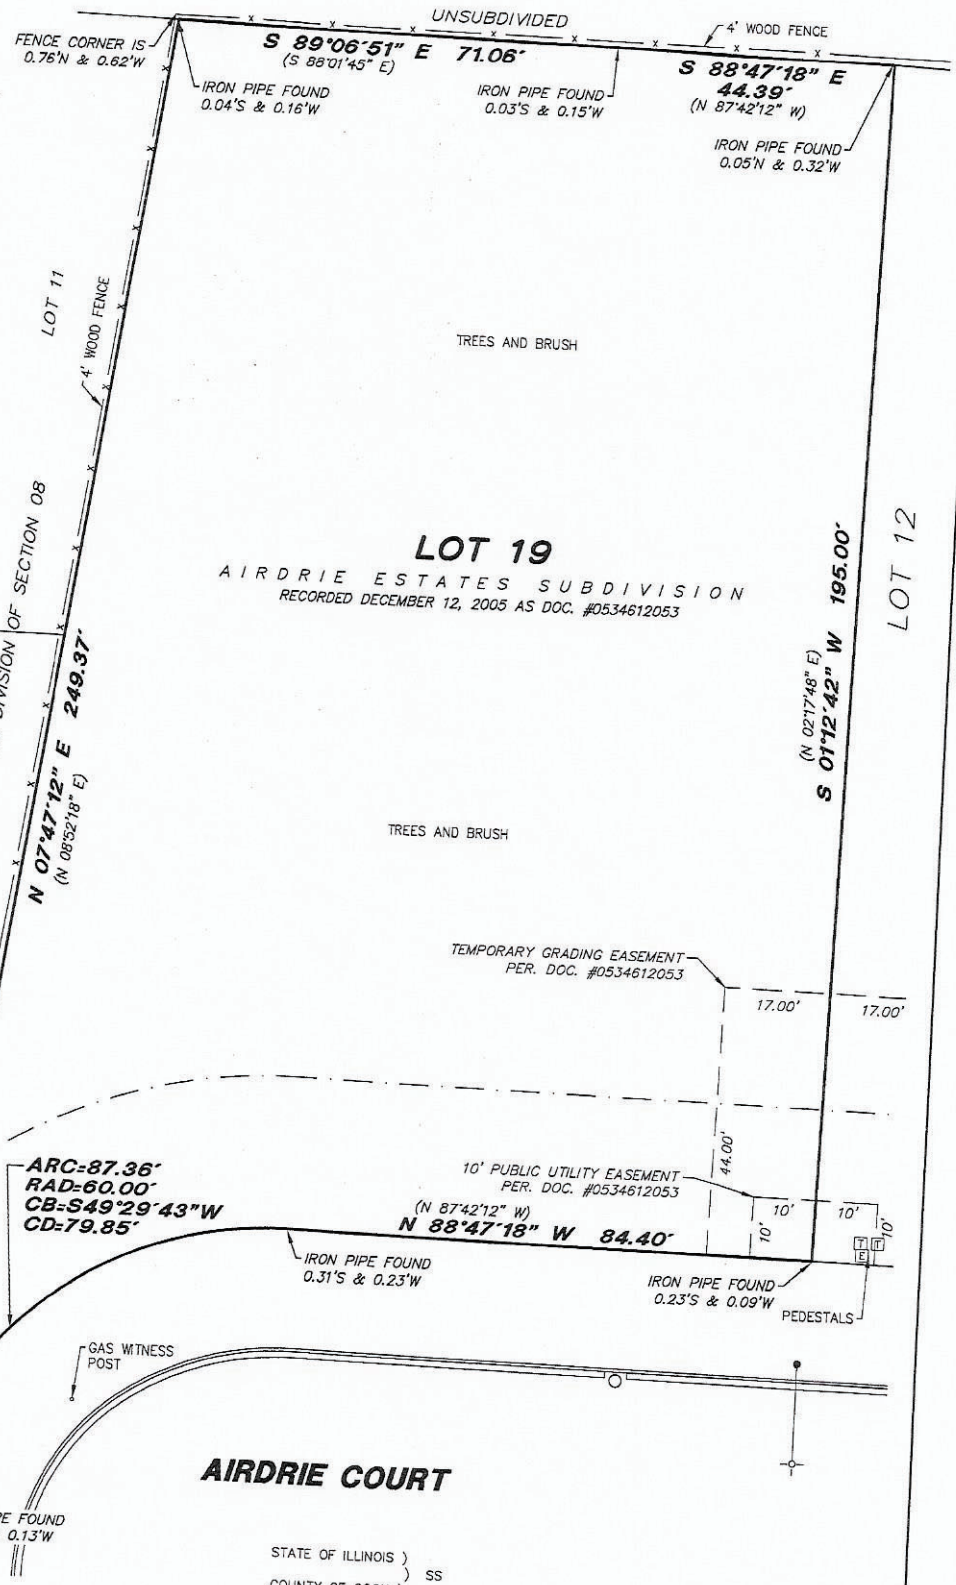 UNSUBDIVIDED
4' WOOD FENCE
FENCE CORNER IS
0.76'N & 0.62'W
S 89°06'51" E 71.06'
(S 88°01'45" E)
S 88°47'18" E
44.39'
(N 87°42'12" W)
IRON PIPE FOUND
0.04'S & 0.16'W
IRON PIPE FOUND
0.03'S & 0.15'W
IRON PIPE FOUND
0.05'N & 0.32'W
LOT 11
4' WOOD FENCE
TREES AND BRUSH
OF SECTION 08
LOT 19
AIRDRIE ESTATES SUBDIVISION
RECORDED DECEMBER 12, 2005 AS DOC. #0534612053
LOT 12
(N 02°17'48" E)
S 01°12'42" W 195.00'
N 07°47'12" E 249.37'
(N 08°52'18" E)
TREES AND BRUSH
TEMPORARY GRADING EASEMENT
PER. DOC. #0534612053
17.00'
17.00'
44.00'
ARC=87.36'
RAD=60.00'
CB=S49°29'43"W
CD=79.85'
10' PUBLIC UTILITY EASEMENT
PER. DOC. #0534612053
10'
10'
10'
10'
(N 87°42'12" W)
N 88°47'18" W 84.40'
T T
E
IRON PIPE FOUND
0.31'S & 0.23'W
IRON PIPE FOUND
0.23'S & 0.09'W
PEDESTALS
GAS WITNESS
POST
AIRDRIE COURT
FOUND
0.13'W
STATE OF ILLINOIS )
) SS